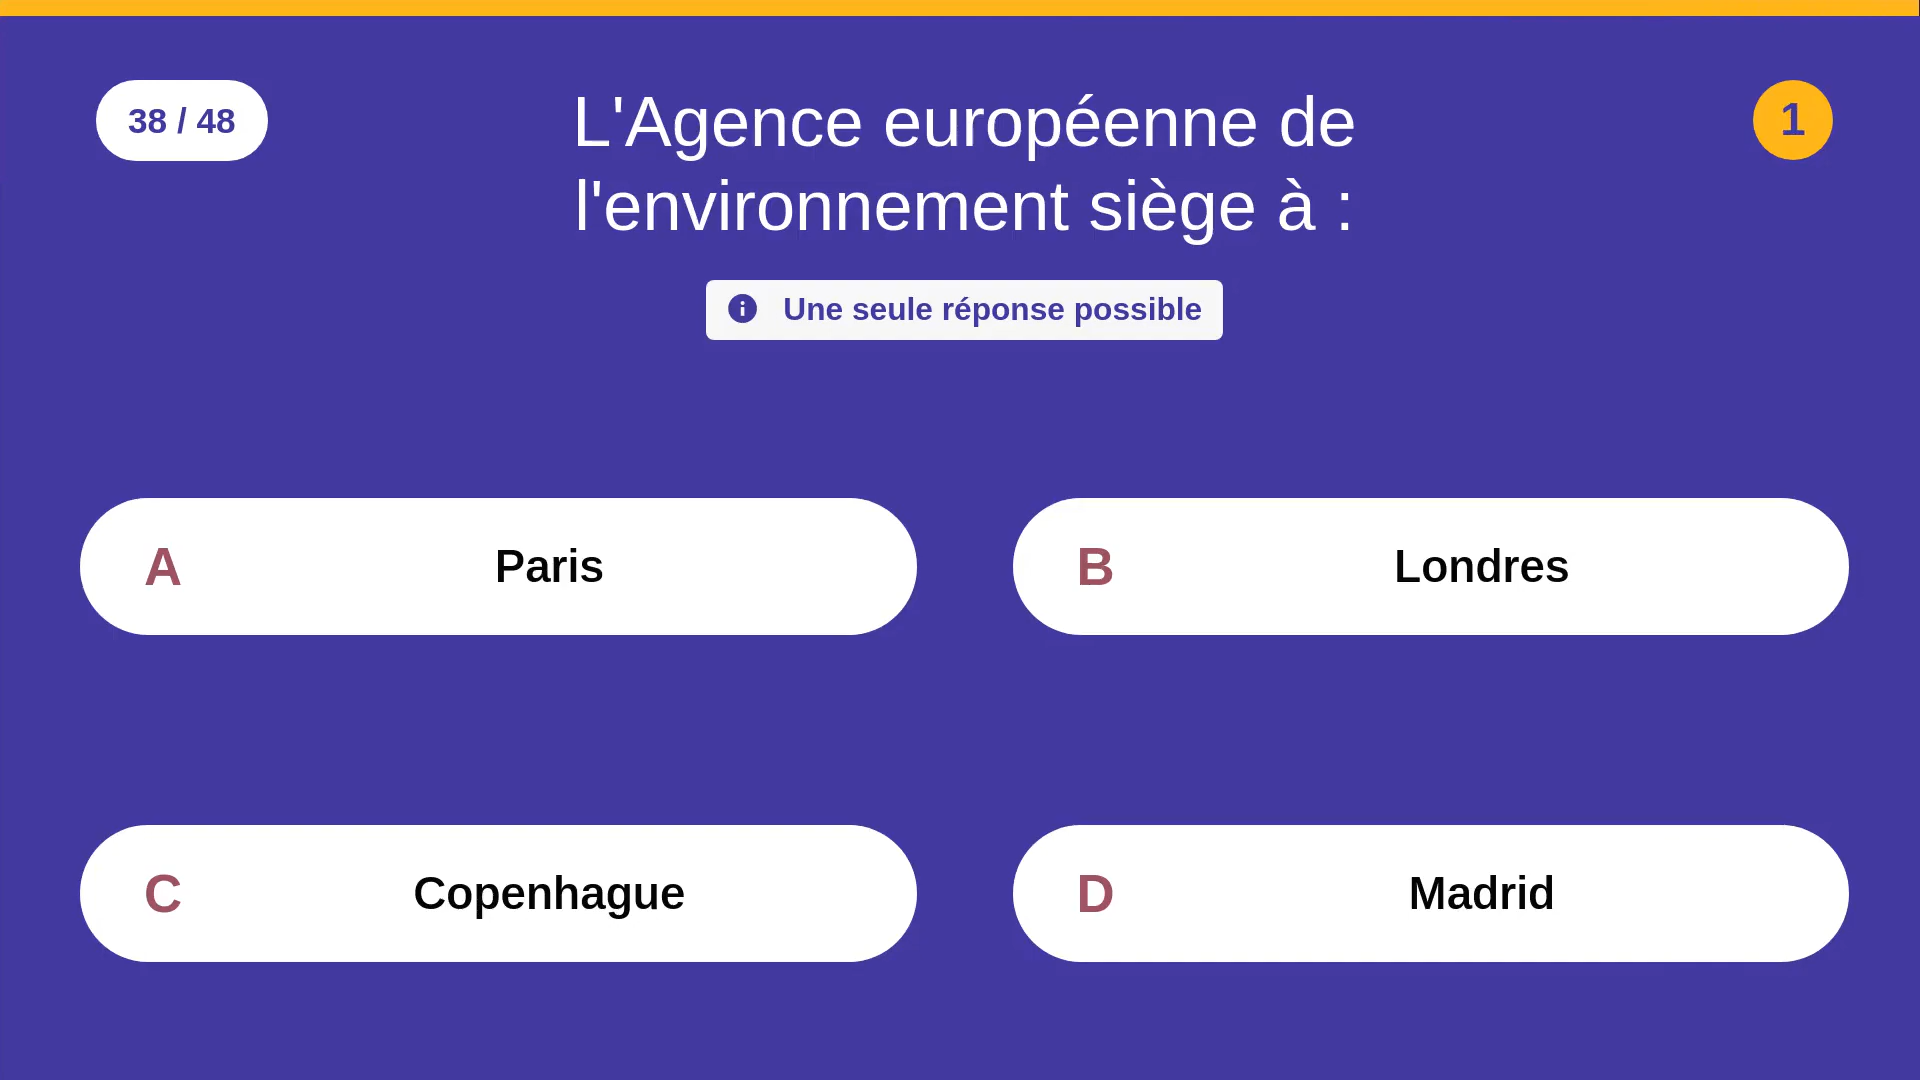 38 / 48
L'Agence européenne de
l'environnement siège à :
1
Une seule réponse possible
A Paris
B Londres
C Copenhague
D Madrid